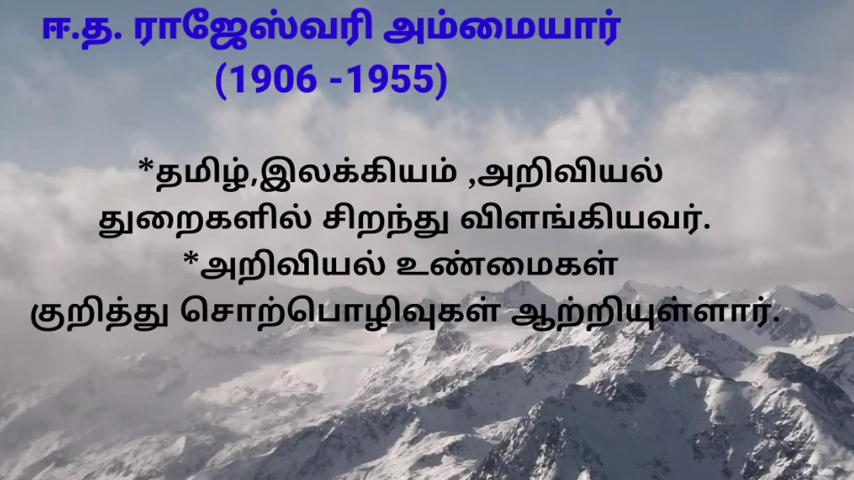 ஈ.த. ராஜேஸ்வரி அம்மையார்
(1906 -1955)
*தமிழ்,இலக்கியம் ,அறிவியல்
துறைகளில் சிறந்து விளங்கியவர்.
*அறிவியல் உண்மைகள்
குறித்து சொற்பொழிவுகள் ஆற்றியுள்ளார்.